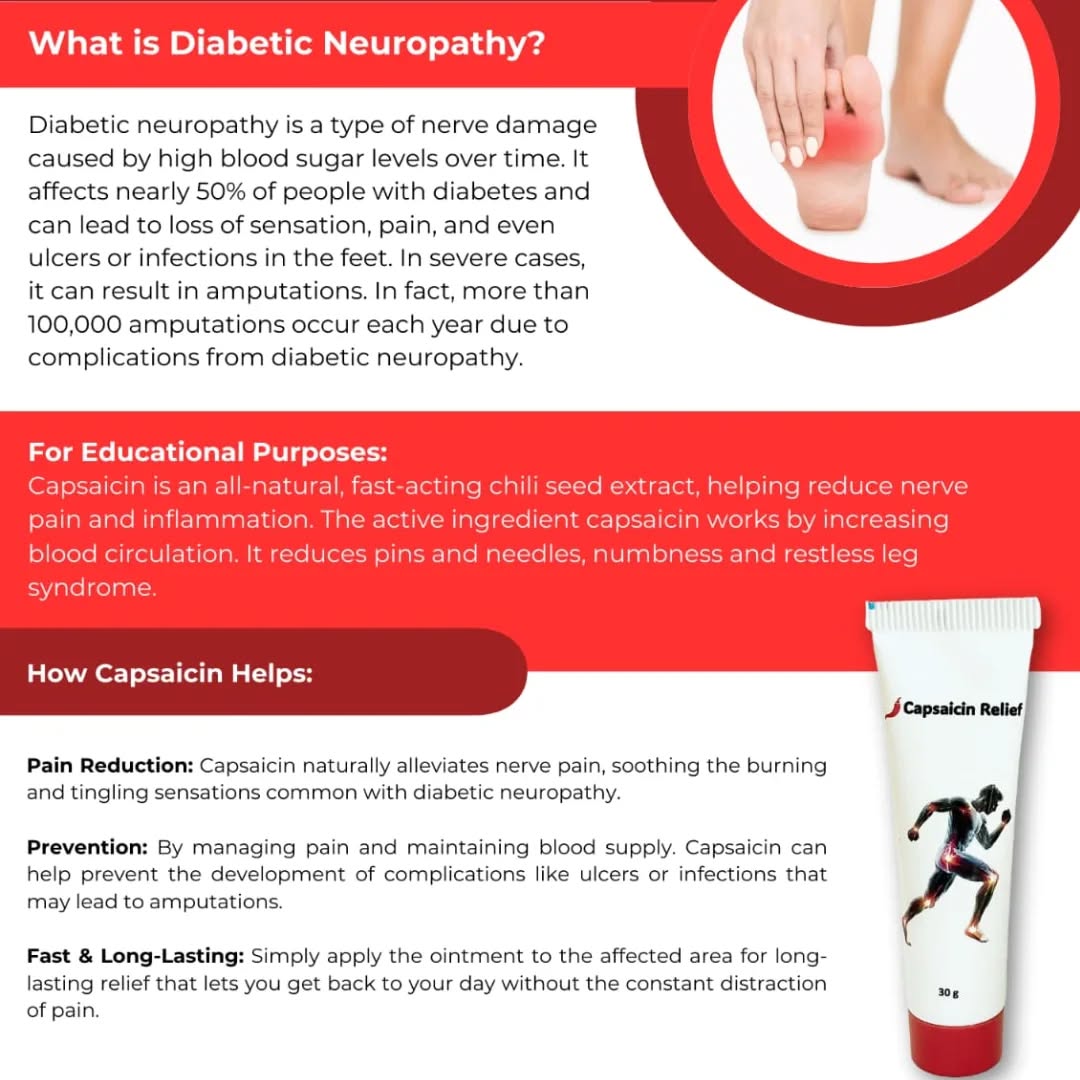 What is Diabetic Neuropathy?
Diabetic neuropathy is a type of nerve damage
caused by high blood sugar levels over time. It
affects nearly 50% of people with diabetes and
can lead to loss of sensation, pain, and even
ulcers or infections in the feet. In severe cases,
it can result in amputations. In fact, more than
100,000 amputations occur each year due to
complications from diabetic neuropathy.
For Educational Purposes:
Capsaicin is an all-natural, fast-acting chili seed extract, helping reduce nerve
pain and inflammation. The active ingredient capsaicin works by increasing
blood circulation. It reduces pins and needles, numbness and restless leg
syndrome.
How Capsaicin Helps:
Pain Reduction: Capsaicin naturally alleviates nerve pain, soothing the burning
and tingling sensations common with diabetic neuropathy.
Prevention: By managing pain and maintaining blood supply. Capsaicin can
help prevent the development of complications like ulcers or infections that
may lead to amputations.
Fast & Long-Lasting: Simply apply the ointment to the affected area for long-
lasting relief that lets you get back to your day without the constant distraction
of pain.
Capsaicin Relief
30 g